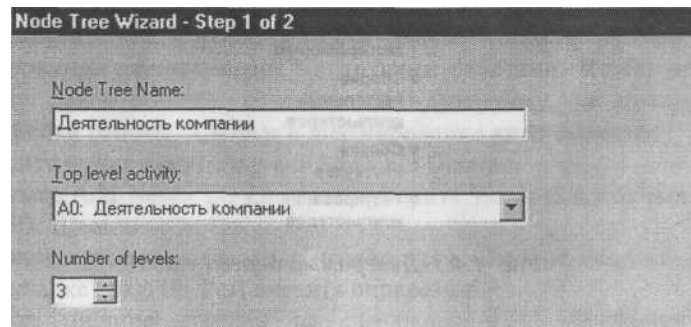 Node Tree Wizard - Step 1 of 2
Node Tree Name:
Деятельность компании
Top level activity:
A0: Деятельность компании
Number of levels:
3